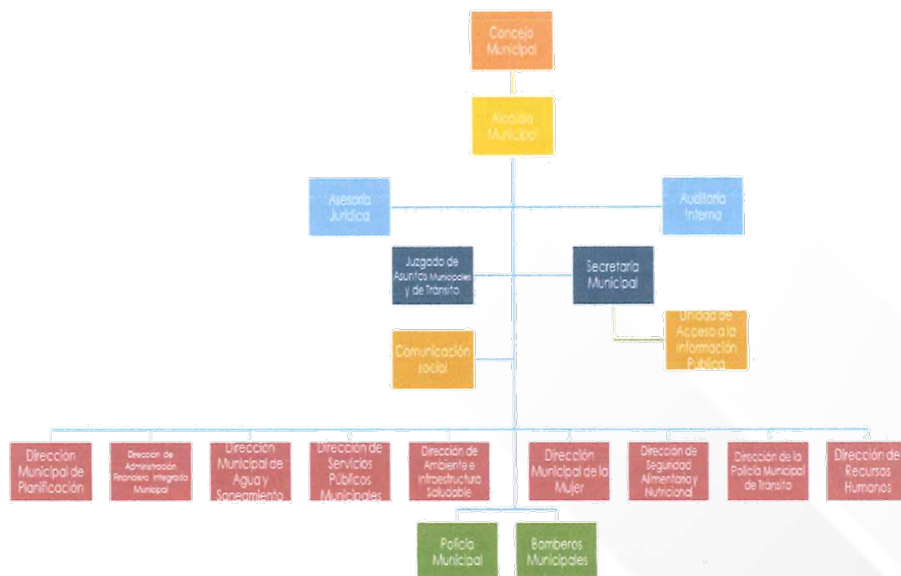 Concejo
Municipal
Alcaldía
Municipal
Asesoría
Jurídica
Auditoría
Interna
Juzgado de
Asuntos Municipales
y de Tránsito
Secretaría
Municipal
Unidad de
Acceso a la
Información
Pública
Comunicación
social
Dirección
Municipal de
Planificación
Dirección de
Administración
Financiera Integrada
Municipal
Dirección
Municipal de
Agua y
Saneamiento
Dirección de
Servicios
Públicos
Municipales
Dirección de
Ambiente e
Infraestructura
Saludable
Dirección
Municipal de la
Mujer
Dirección de
Seguridad
Alimentaria y
Nutricional
Dirección de la
Policía Municipal
de Tránsito
Dirección de
Recursos
Humanos
Policía
Municipal
Bomberos
Municipales